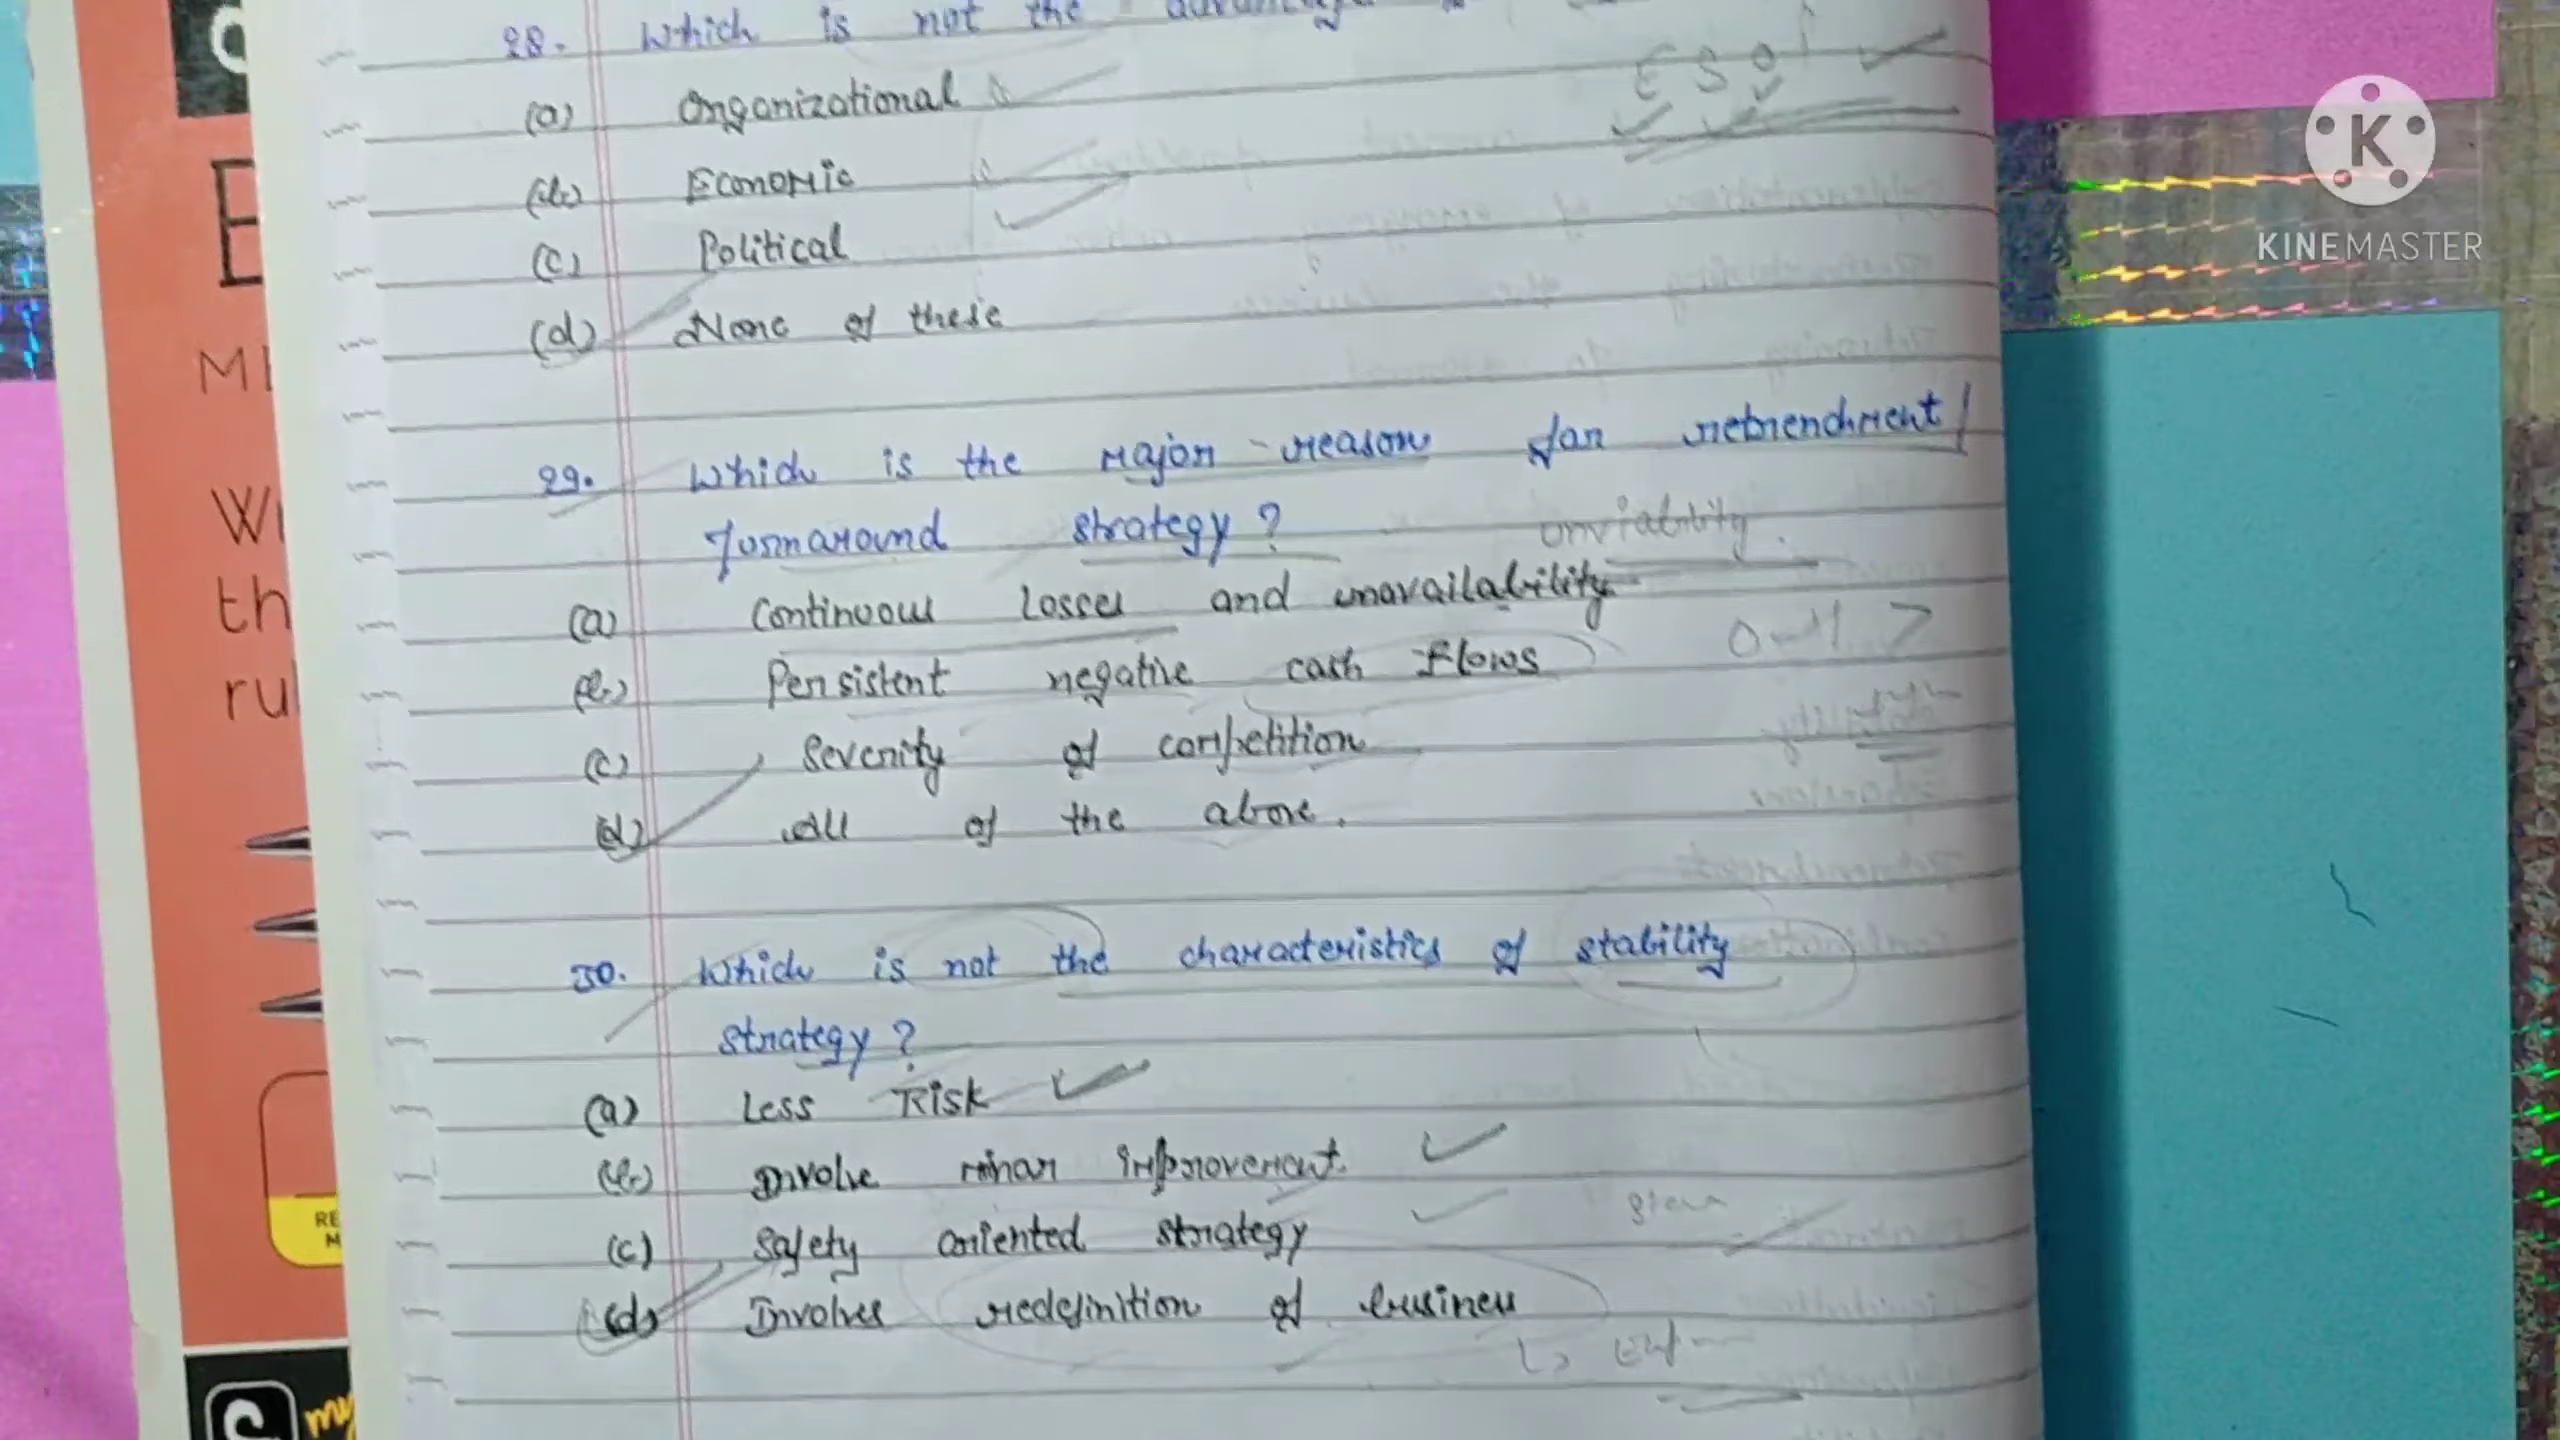 28. Which is not the
(a) Organizational
(b) Economic
(c) Political
(d) None of these
E S O
29. Which is the major reason for retrenchment/
Turnaround strategy?
unviability.
(a) Continuous Losses and unavailability
(b) Persistent negative cash flows
(c) Severity of competition
(d) All of the above.
30. Which is not the characteristics of stability
strategy?
(a) Less Risk
(b) Involve minor improvement.
(c) Safety oriented strategy
(d) Involves redefinition of business
K
KINEMASTER
th
ru